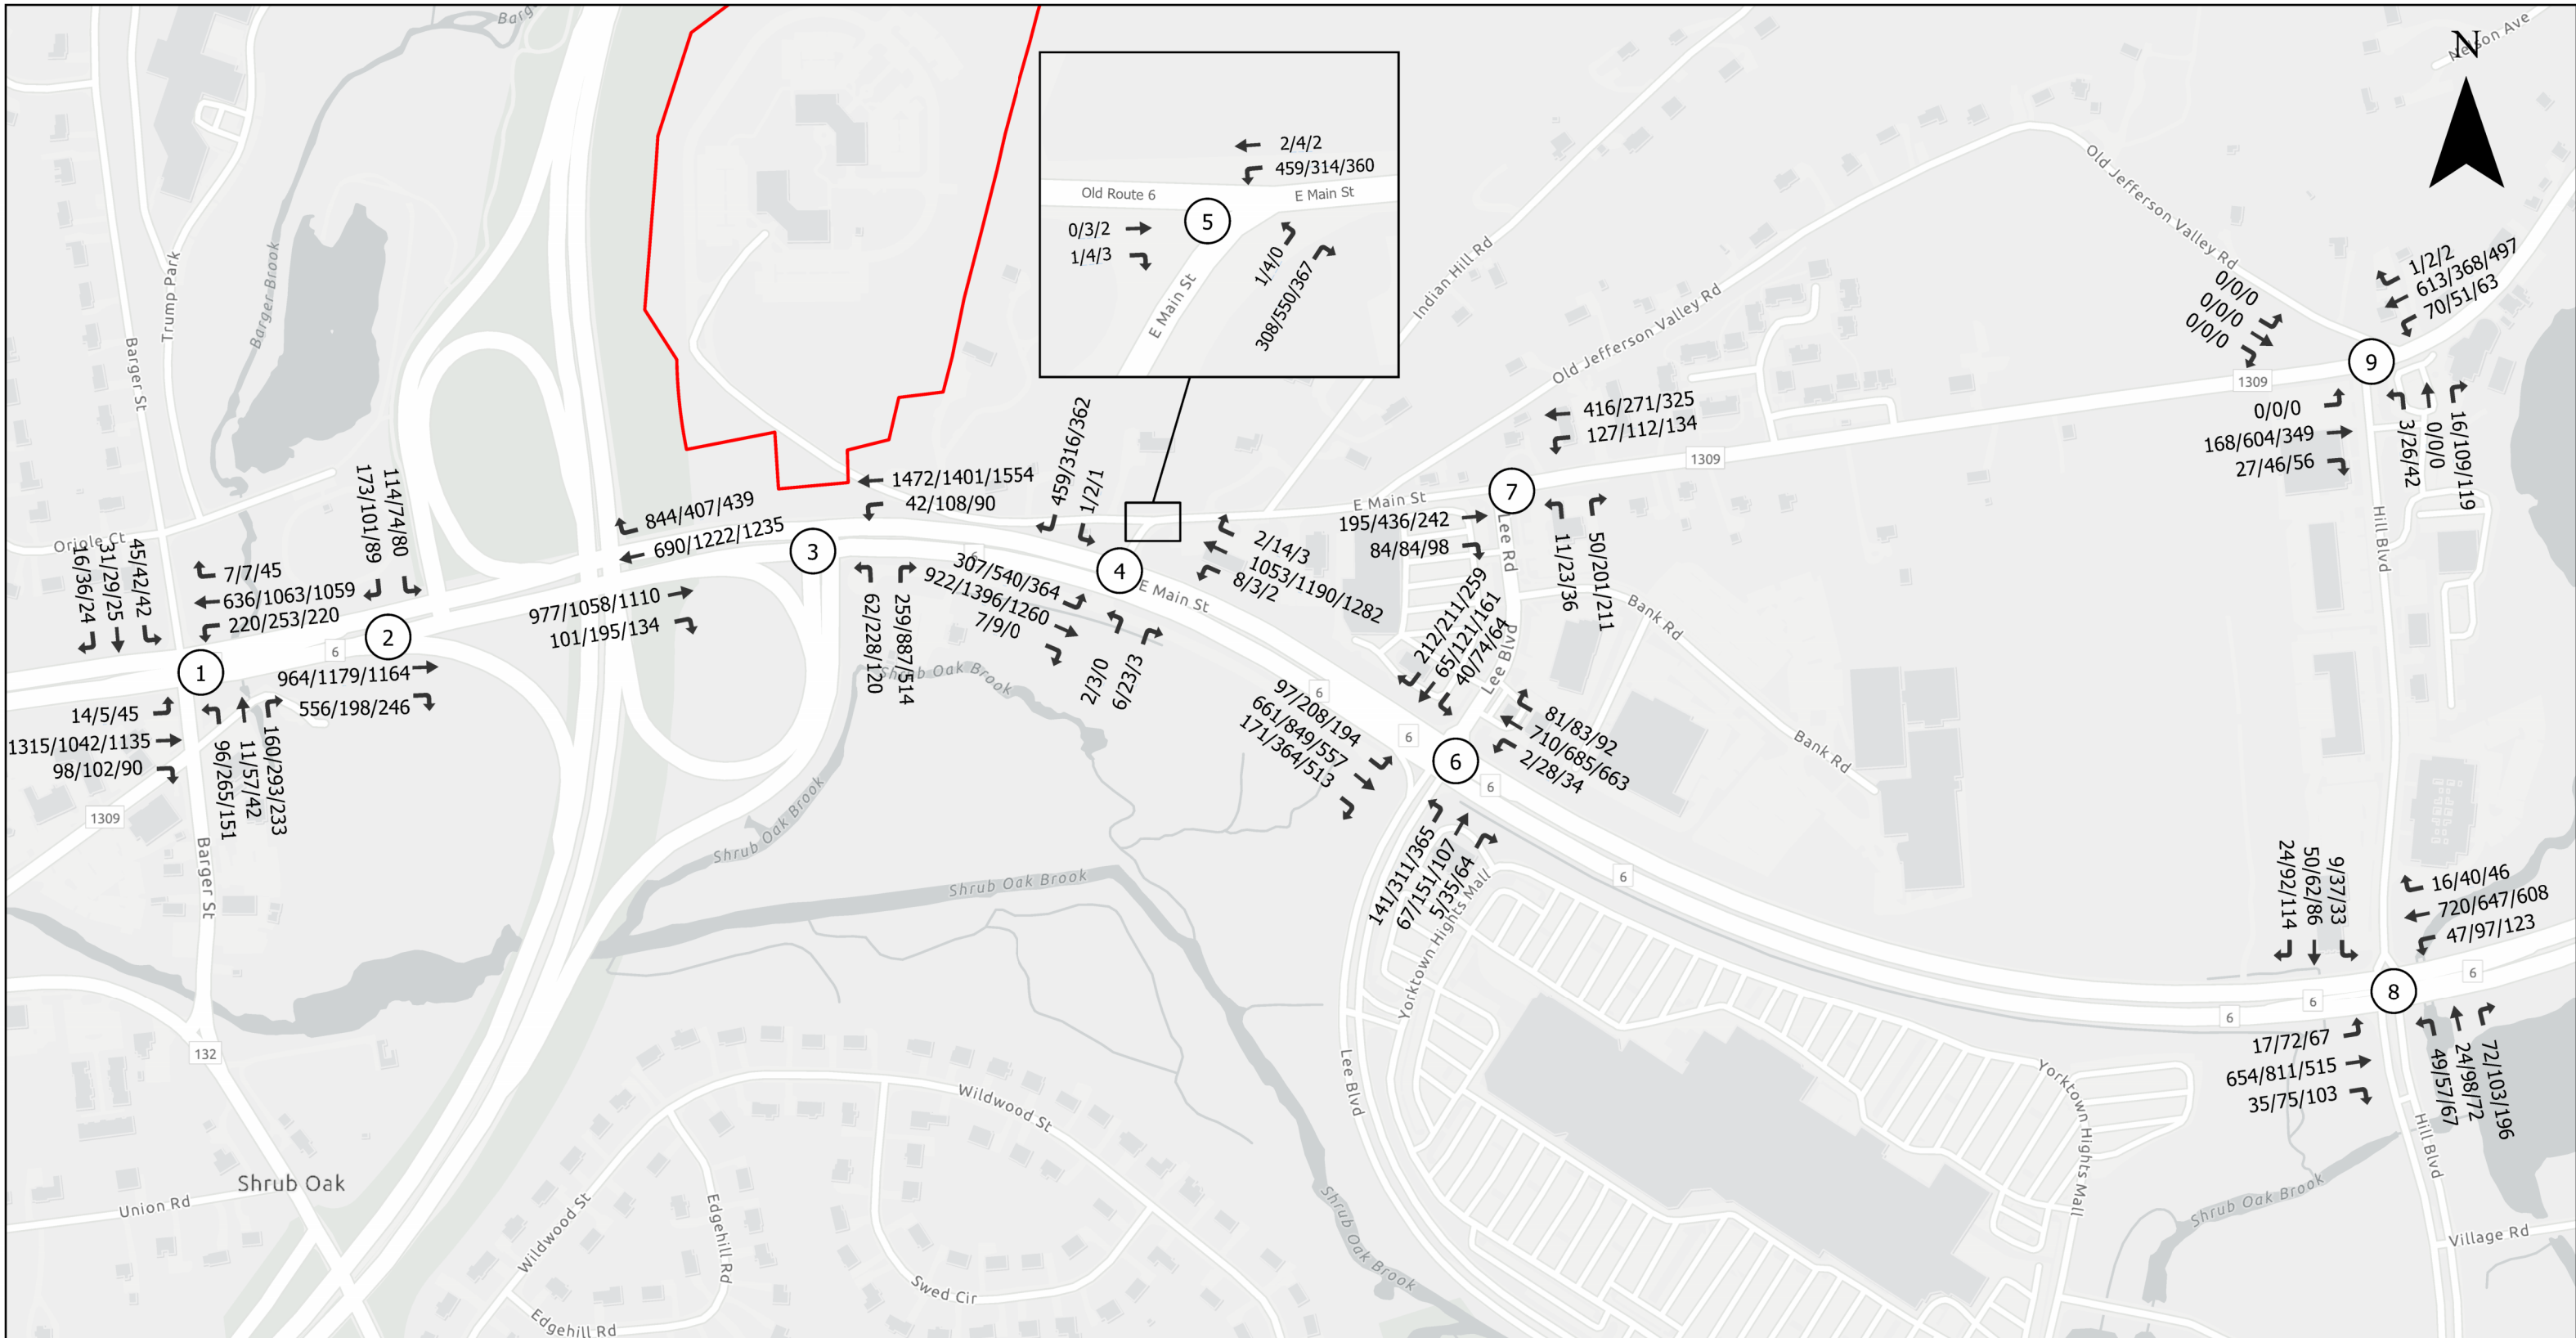 Barg
Nelson Ave
N
2/4/2
459/314/360
Old Route 6
E Main St
5
0/3/2
1/4/3
1/4/0
308/550/367
E Main St
Trump Park
Barger Brook
Barger St
Indian Hill Rd
Old Jefferson Valley Rd
Old Jefferson Valley Rd
0/0/0
0/0/0
0/0/0
1/2/2
613/368/497
70/51/63
9
1309
0/0/0
168/604/349
27/46/56
3/26/42
0/0/0
16/109/119
416/271/325
127/112/134
1309
7
E Main St
195/436/242
84/84/98
Lee Rd
11/23/36
50/201/211
459/316/362
1/2/1
1472/1401/1554
42/108/90
173/101/89
114/74/80
844/407/439
690/1222/1235
3
6
307/540/364
922/1396/1260
7/9/0
4
E Main St
2/14/3
1053/1190/1282
8/3/2
Oriole Ct
16/36/24
31/29/25
45/42/42
7/7/45
636/1063/1059
220/253/220
977/1058/1110
101/195/134
62/228/120
259/887/514
2/3/0
6/23/3
Hill Blvd
Bank Rd
Bank Rd
212/211/259
65/121/161
40/74/64
Lee Blvd
1
6
2
964/1179/1164
556/198/246
14/5/45
1315/1042/1135
98/102/90
96/265/151
11/57/42
160/293/233
Shrub Oak Brook
6
97/208/194
661/849/557
171/364/513
6
6
6
81/83/92
710/685/663
2/28/34
1309
Barger St
Shrub Oak Brook
141/311/365
67/151/107
5/35/64
Yorktown Hights Mall
Shrub Oak Brook
6
24/92/114
50/62/86
9/37/33
16/40/46
720/647/608
47/97/123
6
8
6
6
17/72/67
654/811/515
35/75/103
49/57/67
24/98/72
72/103/196
132
Lee Blvd
Wildwood St
Yorktown Hights Mall
Hill Blvd
Shrub Oak
Union Rd
Wildwood St
Edgehill Rd
Swed Cir
Edgehill Rd
Shrub Oak Brook
Shrub Oak Brook
Village Rd